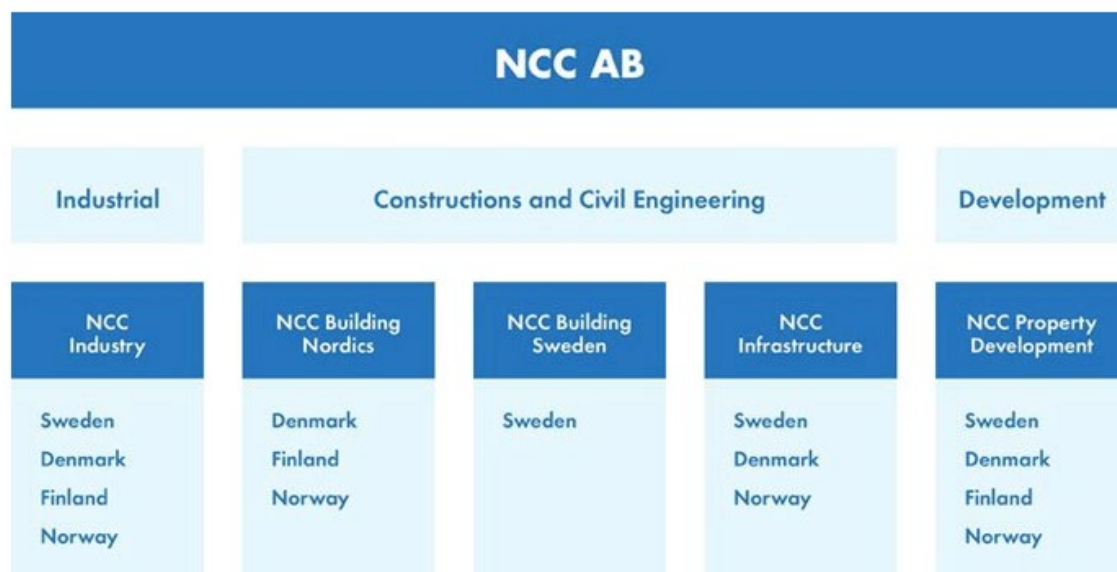 NCC AB
Industrial
Constructions and Civil Engineering
Development
NCC
Industry
Sweden
Denmark
Finland
Norway
NCC Building
Nordics
Denmark
Finland
Norway
NCC Building
Sweden
Sweden
NCC
Infrastructure
Sweden
Denmark
Norway
NCC Property
Development
Sweden
Denmark
Finland
Norway